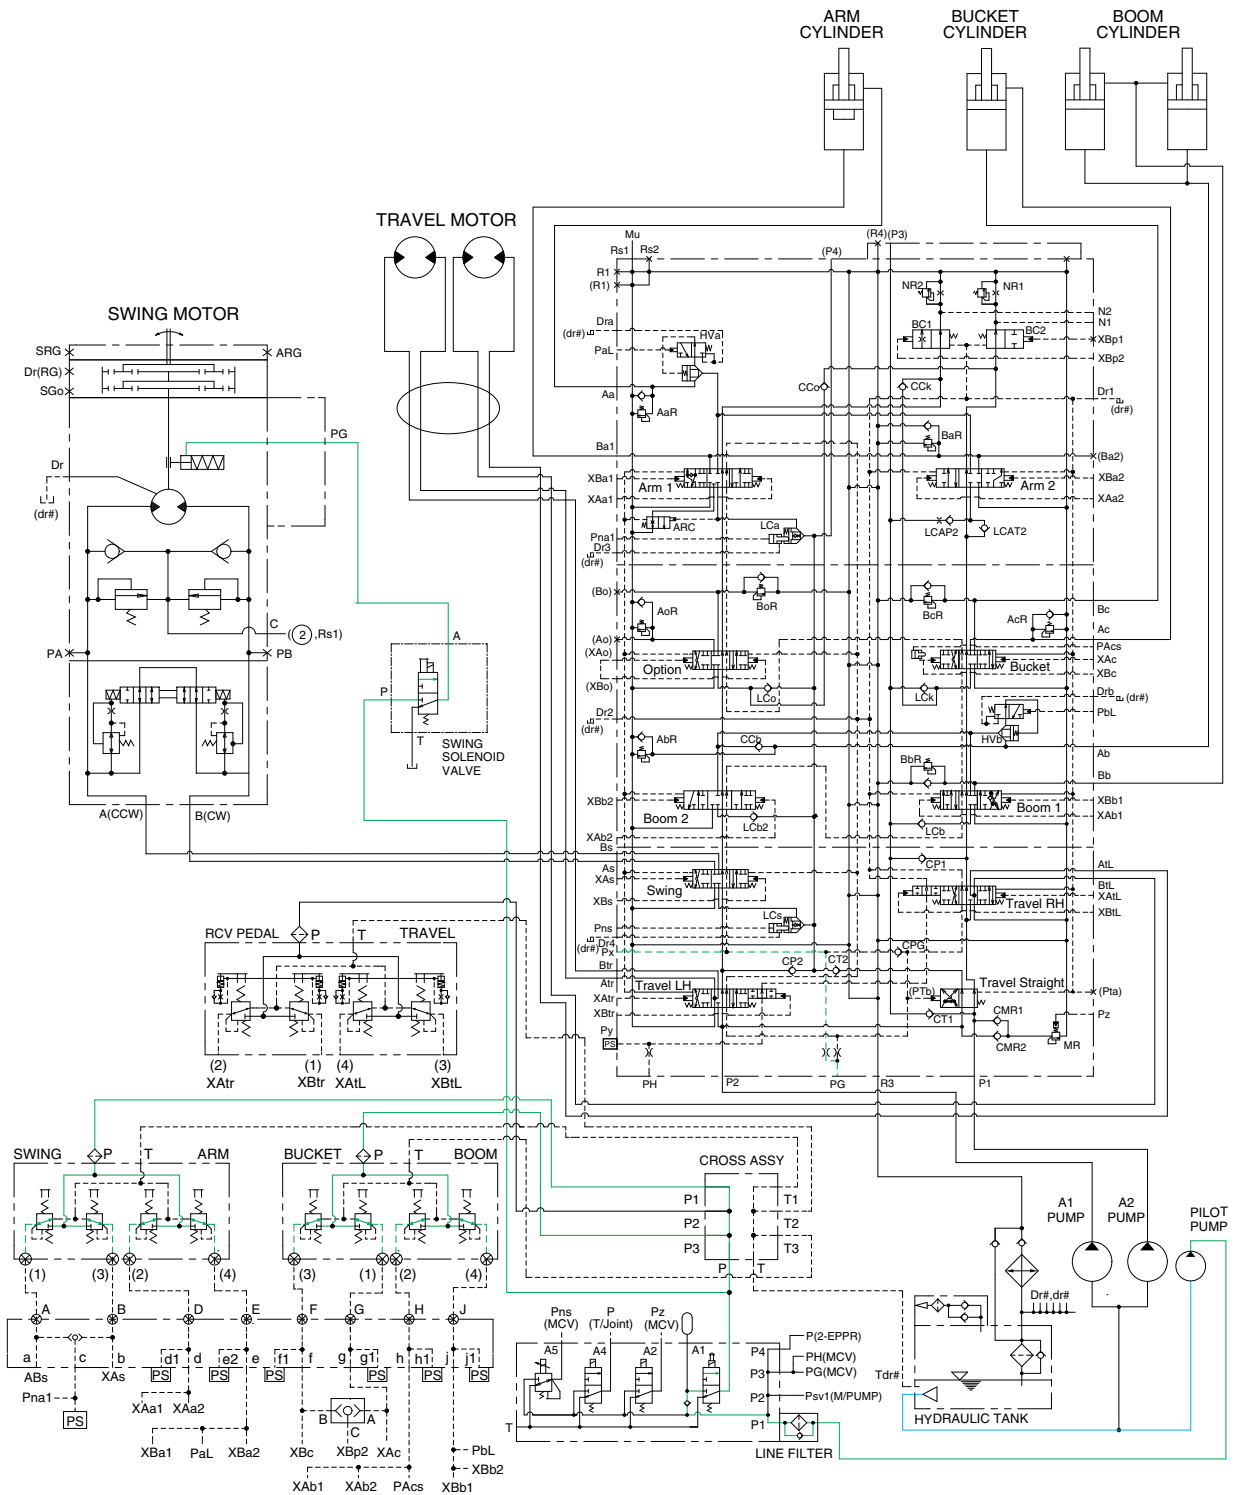 ARM
CYLINDER
BUCKET
CYLINDER
BOOM
CYLINDER
TRAVEL MOTOR
SWING MOTOR
SRG
ARG
Dr(RG)
SGo
PG
Dr
(dr#)
C
(2,Rs1)
PA
PB
A(CCW)
B(CW)
A
P
T
SWING
SOLENOID
VALVE
Mu
Rs1
Rs2
(P4)
(R4)
(P3)
R1
(R1)
NR2
NR1
N2
N1
Dra
(dr#)
HVa
PaL
BC1
BC2
XBp1
XBp2
CCo
CCk
Aa
AaR
Dr1
(dr#)
BaR
Ba1
(Ba2)
XBa1
Arm 1
XAa1
Arm 2
XBa2
XAa2
ARC
LCa
LCAP2
LCAT2
Pna1
Dr3
(dr#)
(Bo)
BoR
BcR
Bc
AoR
AcR
Ac
(Ao)
(XAo)
Option
(XBo)
LCo
PAcs
XAc
Bucket
XBc
LCk
Drb
(dr#)
PbL
HVb
Dr2
(dr#)
AbR
CCb
Ab
BbR
Bb
XBb2
Boom 2
LCb2
XAb2
XBb1
Boom 1
XAb1
LCb
Bs
CP1
AtL
As
XAs
Swing
XBs
BtL
XAtL
Travel RH
XBtL
LCs
Pns
Dr4
(dr#)
Px
CPG
Btr
CP2
CT2
Atr
Travel LH
XAtr
XBtr
Travel Straight
(PTb)
(Pta)
CT1
CMR1
CMR2
Pz
MR
Py
PS
PH
P2
PG
R3
P1
RCV PEDAL
P
T
TRAVEL
(2)
(1)
(4)
(3)
XAtr
XBtr
XAtL
XBtL
SWING
P
T
ARM
BUCKET
P
T
BOOM
(1)
(3)
(2)
(4)
(3)
(1)
(2)
(4)
A
B
D
E
F
G
H
J
a
c
b
d1
d
e2
e
f1
f
g
g1
h
h1
j
j1
ABs
XAs
PS
PS
PS
PS
PS
PS
Pna1
PS
XAa1
XAa2
XBa1
PaL
XBa2
B
A
C
XBc
XBp2
XAc
XAb1
XAb2
PAcs
PbL
XBb2
XBb1
CROSS ASSY
P1
T1
P2
T2
P3
T3
P
T
Pns
(MCV)
P
(T/Joint)
Pz
(MCV)
A5
A4
A2
A1
T
P4
P(2-EPPR)
PH(MCV)
P3
PG(MCV)
P2
Psv1(M/PUMP)
P1
LINE FILTER
A1
PUMP
A2
PUMP
PILOT
PUMP
Dr#,dr#
Tdr#
HYDRAULIC TANK